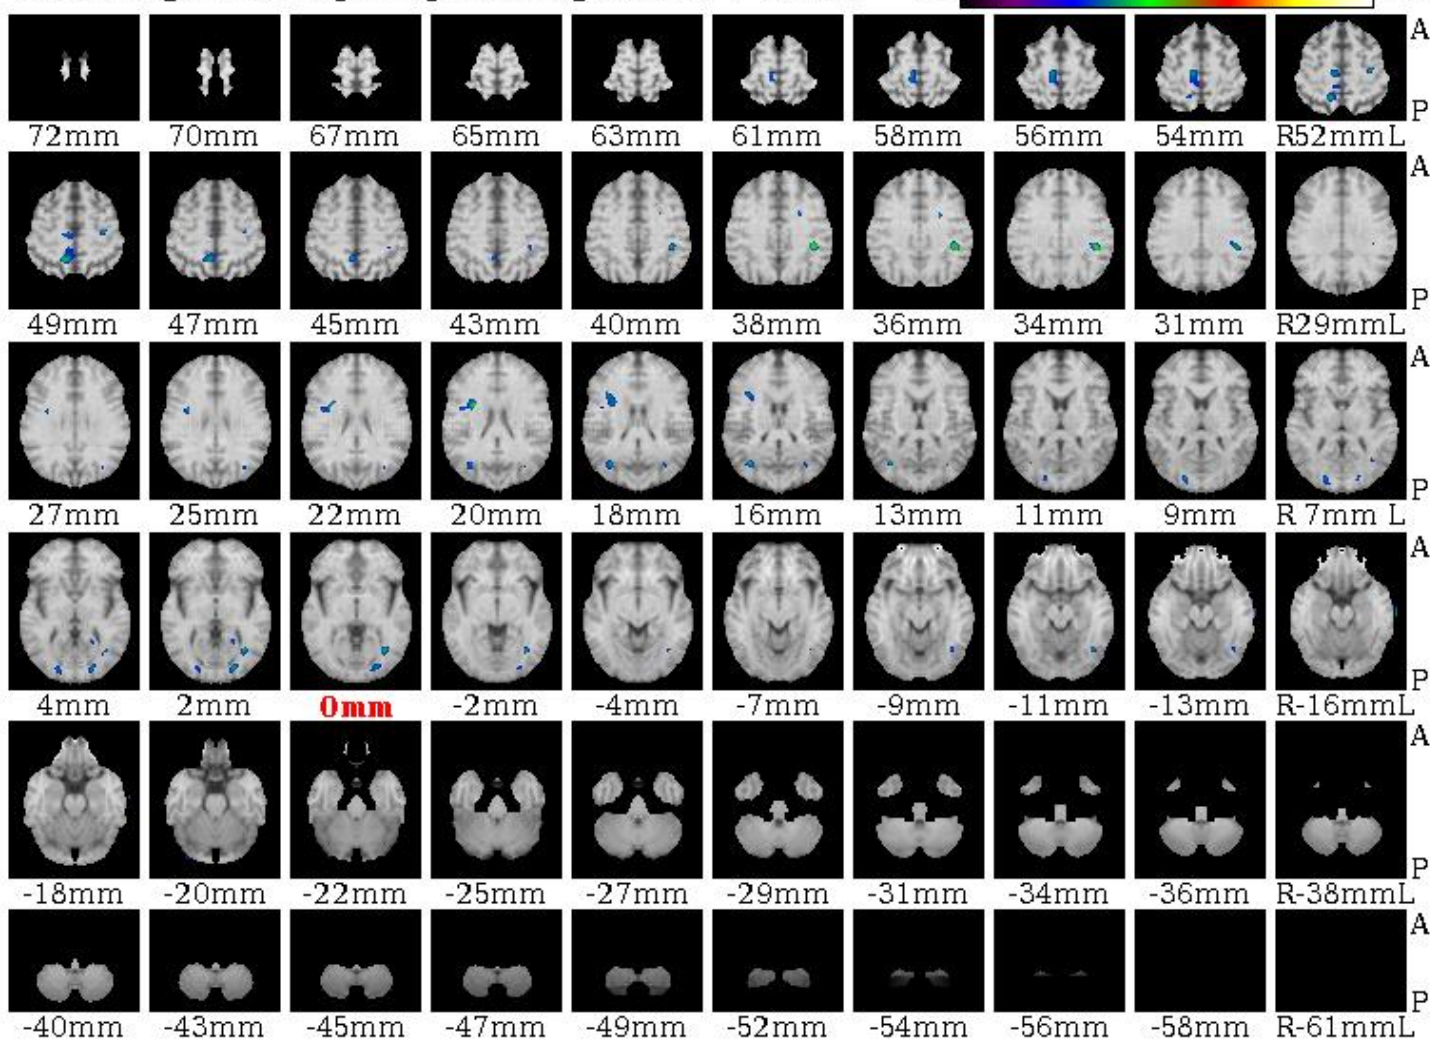 A
P
72mm 70mm 67mm 65mm 63mm 61mm 58mm 56mm 54mm R52mmL
A
P
49mm 47mm 45mm 43mm 40mm 38mm 36mm 34mm 31mm R29mmL
A
P
27mm 25mm 22mm 20mm 18mm 16mm 13mm 11mm 9mm R 7mm L
A
P
4mm 2mm 0mm -2mm -4mm -7mm -9mm -11mm -13mm R-16mmL
A
P
-18mm -20mm -22mm -25mm -27mm -29mm -31mm -34mm -36mm R-38mmL
A
P
-40mm -43mm -45mm -47mm -49mm -52mm -54mm -56mm -58mm R-61mmL